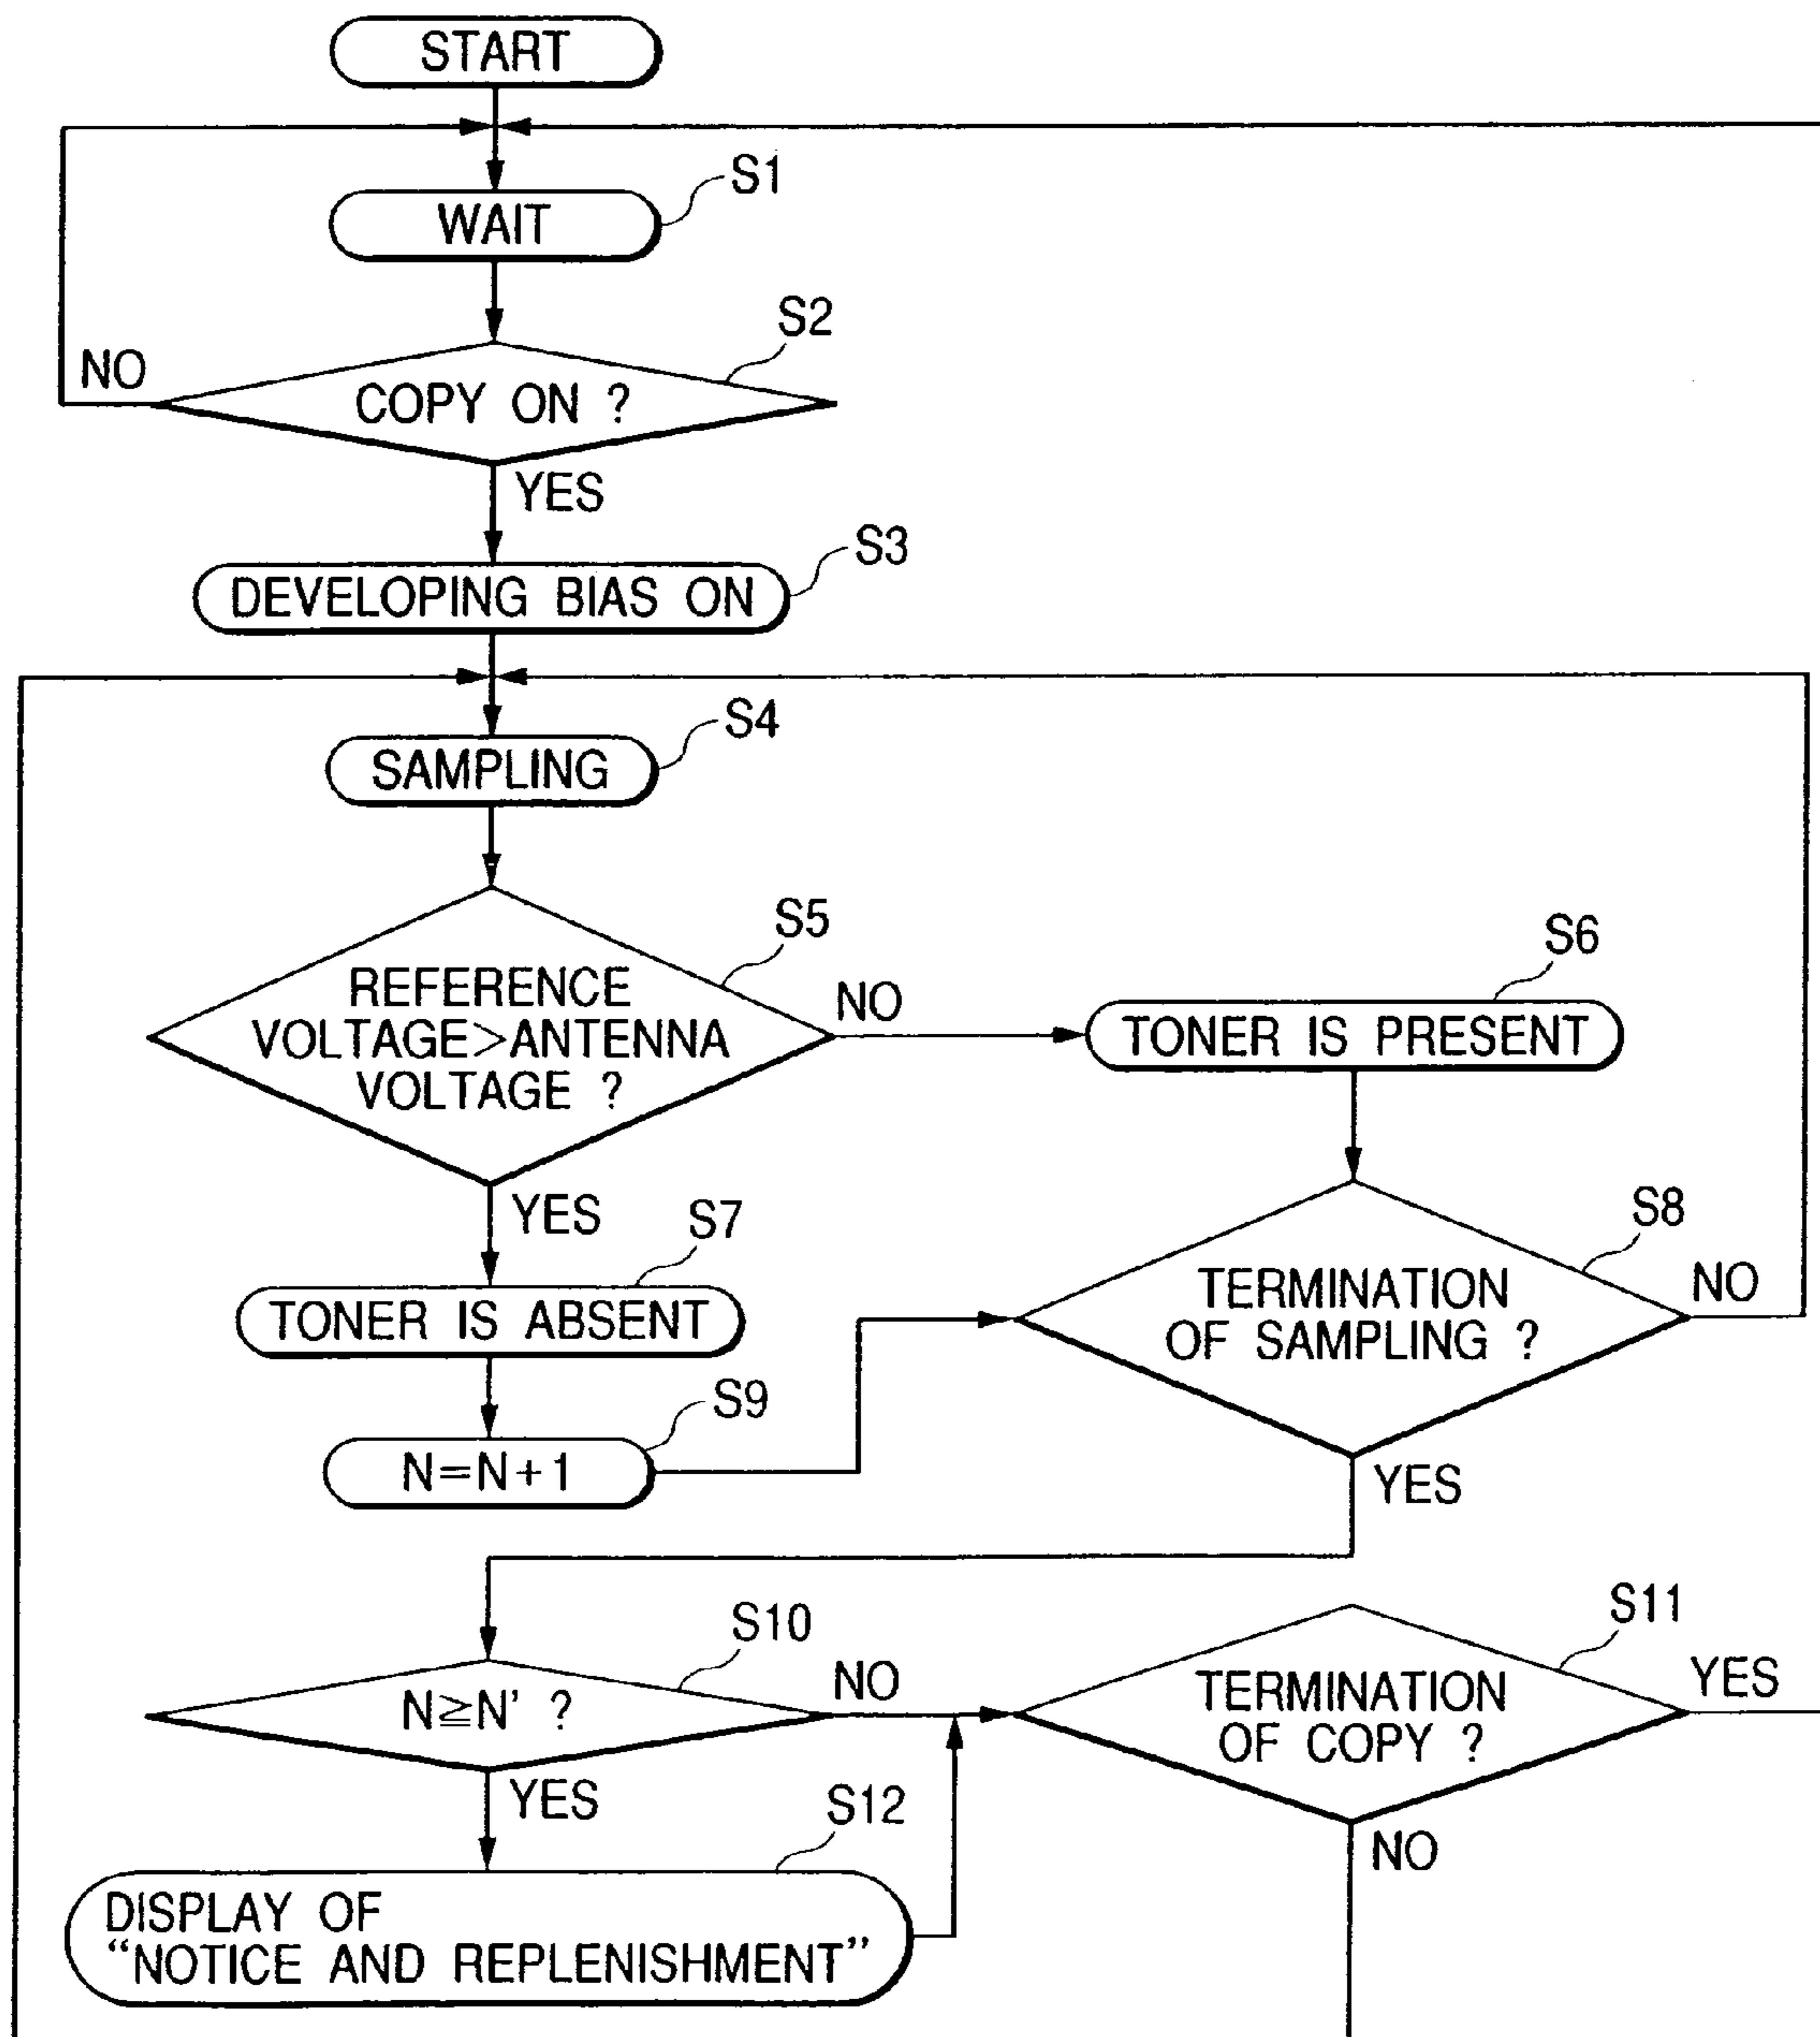 START
S1
WAIT
S2
NO
COPY ON ?
YES
S3
DEVELOPING BIAS ON
S4
SAMPLING
S5
REFERENCE
VOLTAGE>ANTENNA
VOLTAGE ?
NO
S6
TONER IS PRESENT
YES
S7
TONER IS ABSENT
S8
TERMINATION
OF SAMPLING ?
NO
S9
N=N+1
YES
S10
N≧N' ?
NO
S11
TERMINATION
OF COPY ?
YES
YES
S12
NO
DISPLAY OF
“NOTICE AND REPLENISHMENT”